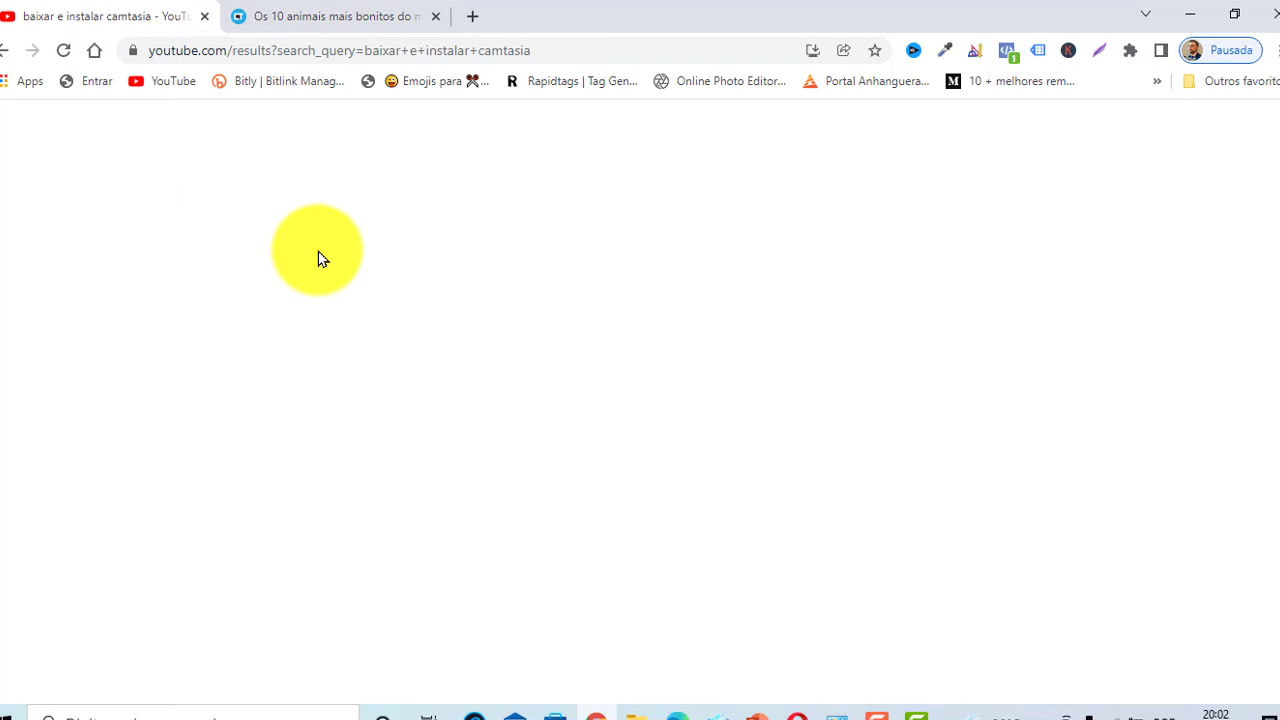 baixar e instalar camtasia - YouTu
Os 10 animais mais bonitos do m
youtube.com/results?search_query=baixar+e+instalar+camtasia
1
K
Pausada
Apps
Entrar
YouTube
Bitly | Bitlink Manag...
Emojis para ...
R Rapidtags | Tag Gen...
Online Photo Editor...
Portal Anhanguera...
M 10 + melhores rem...
»
Outros favorito
20:02